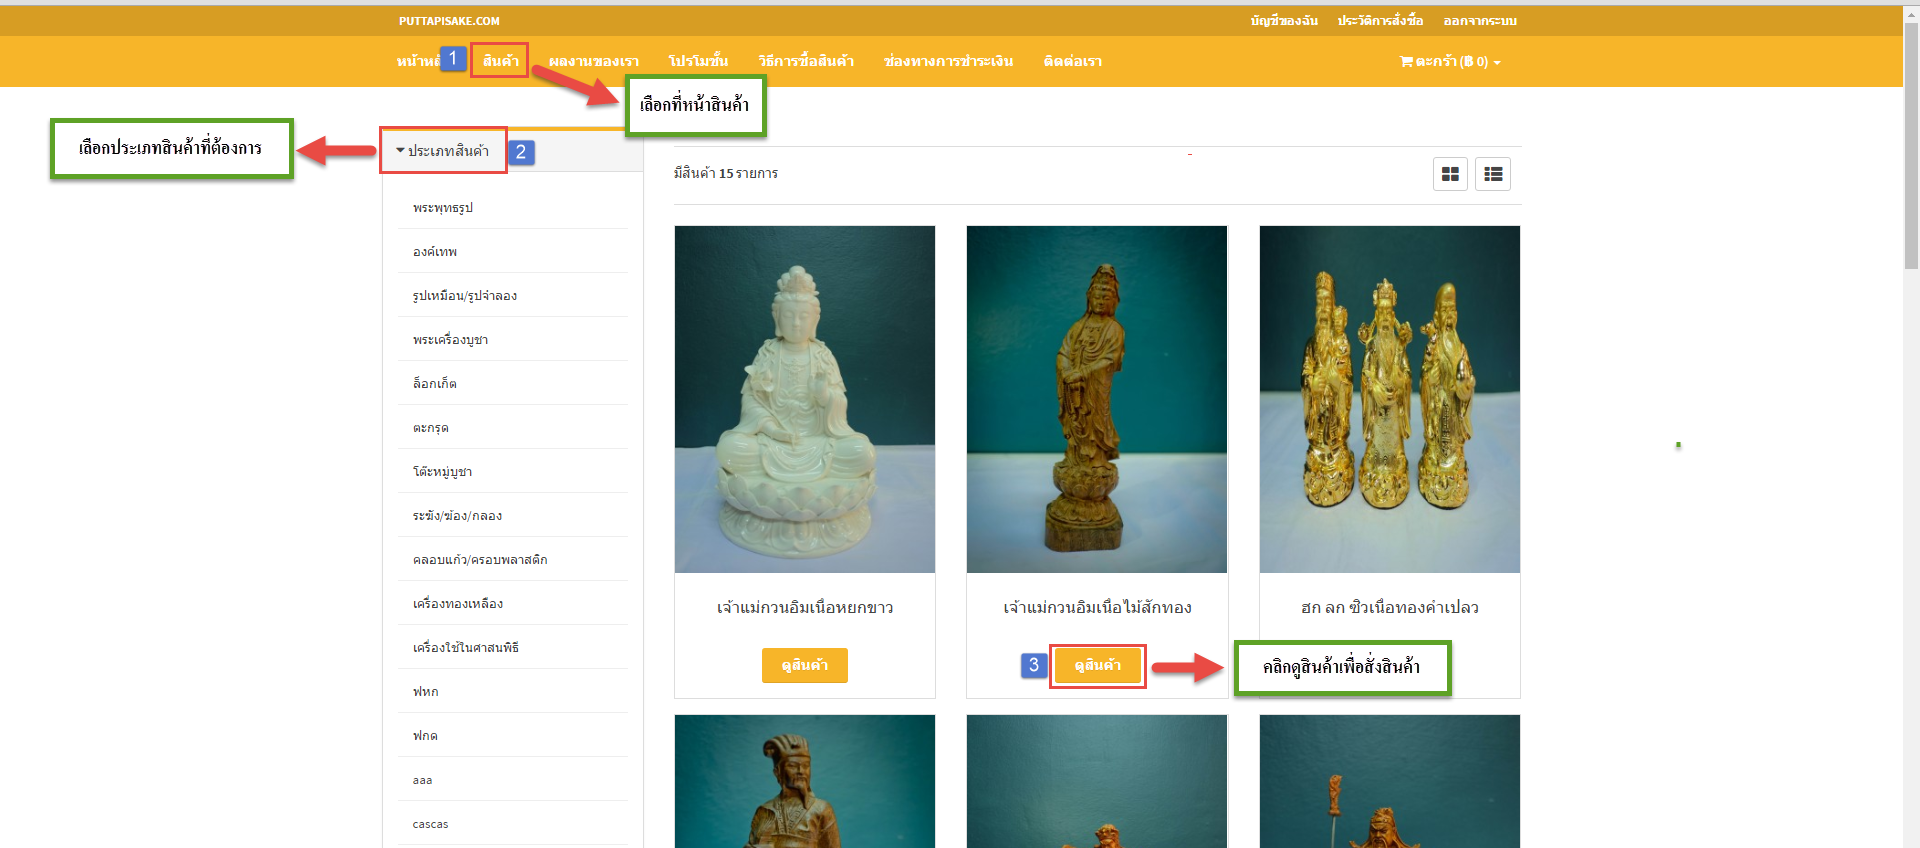 PUTTAPISAKE.COM
บัญชีของฉัน ประวัติการสั่งซื้อ ออกจากระบบ
1 สินค้า ผลงานของเรา โปรโมชั่น วิธีการซื้อสินค้า ช่องทางการชำระเงิน ติดต่อเรา ตะกร้า (฿ 0)
เลือกที่หน้าสินค้า
เลือกประเภทสินค้าที่ต้องการ
ประเภทสินค้า 2
มีสินค้า 15 รายการ
พระพุทธรูป
องค์เทพ
รูปเหมือน/รูปจำลอง
พระเครื่องบูชา
ล็อกเก็ต
ตะกรุด
โต๊ะหมู่บูชา
ระฆัง/ฆ้อง/กลอง
คลอบแก้ว/ครอบพลาสติก
เครื่องทองเหลือง
เครื่องใช้ในศาสนพิธี
ฟหก
ฟกด
aaa
cascas
เจ้าแม่กวนอิมเนื้อหยกขาว
ดูสินค้า
เจ้าแม่กวนอิมเนื้อไม้สักทอง
3 ดูสินค้า
ฮก ลก ซิ่วเนื้อทองคำเปลว
คลิกดูสินค้าเพื่อสั่งสินค้า